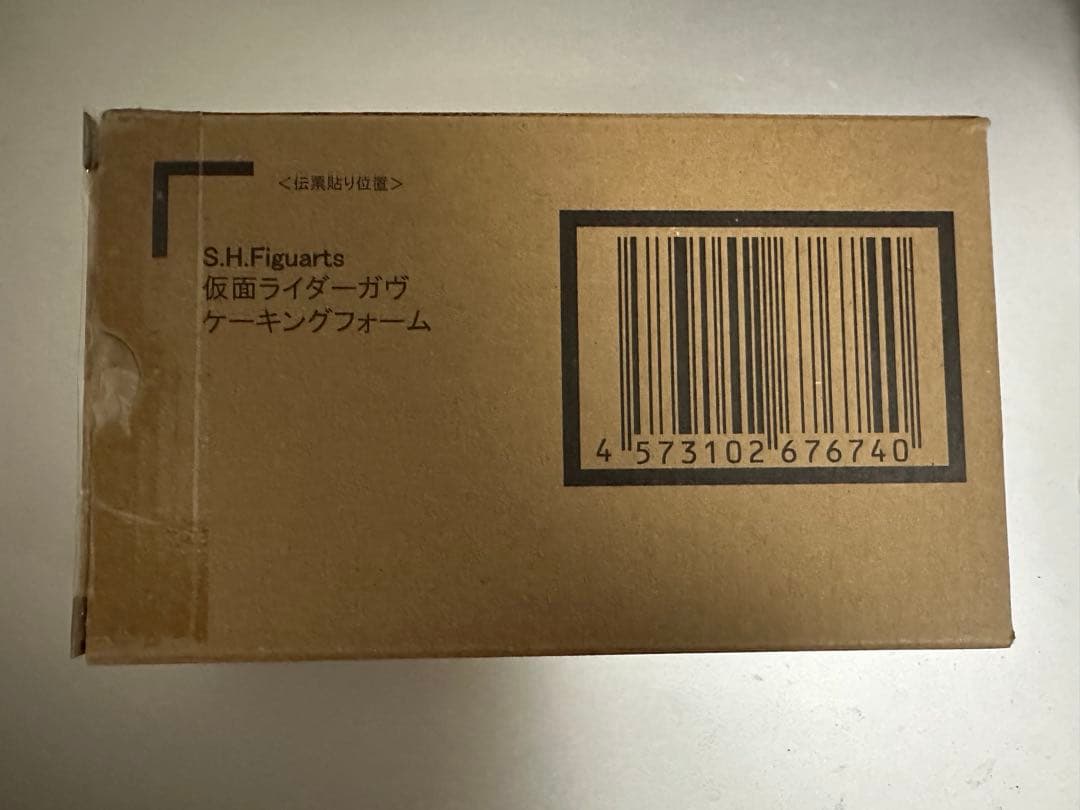 <伝票貼り位置>
S.H.Figuarts
仮面ライダーガヴ
ケーキングフォーム
4 573102 676740